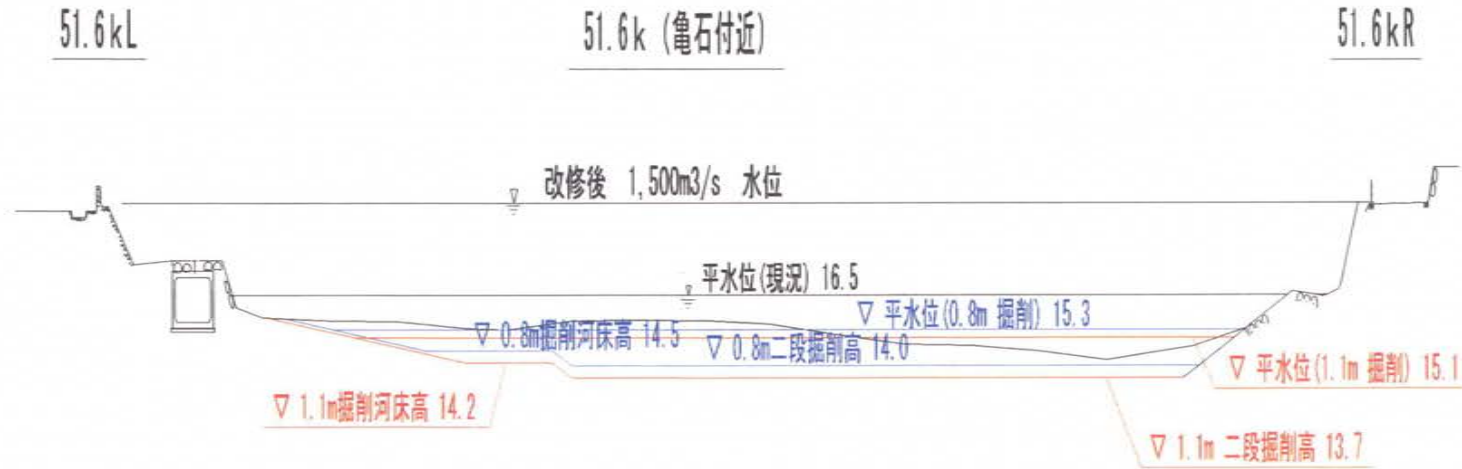 51.6kL
51.6k (亀石付近)
51.6kR
改修後 1,500m3/s 水位
平水位(現況) 16.5
▽ 平水位(0.8m 掘削) 15.3
▽ 0.8m掘削河床高 14.5
▽ 0.8m二段掘削高 14.0
▽ 平水位(1.1m 掘削) 15.1
▽ 1.1m掘削河床高 14.2
▽ 1.1m 二段掘削高 13.7